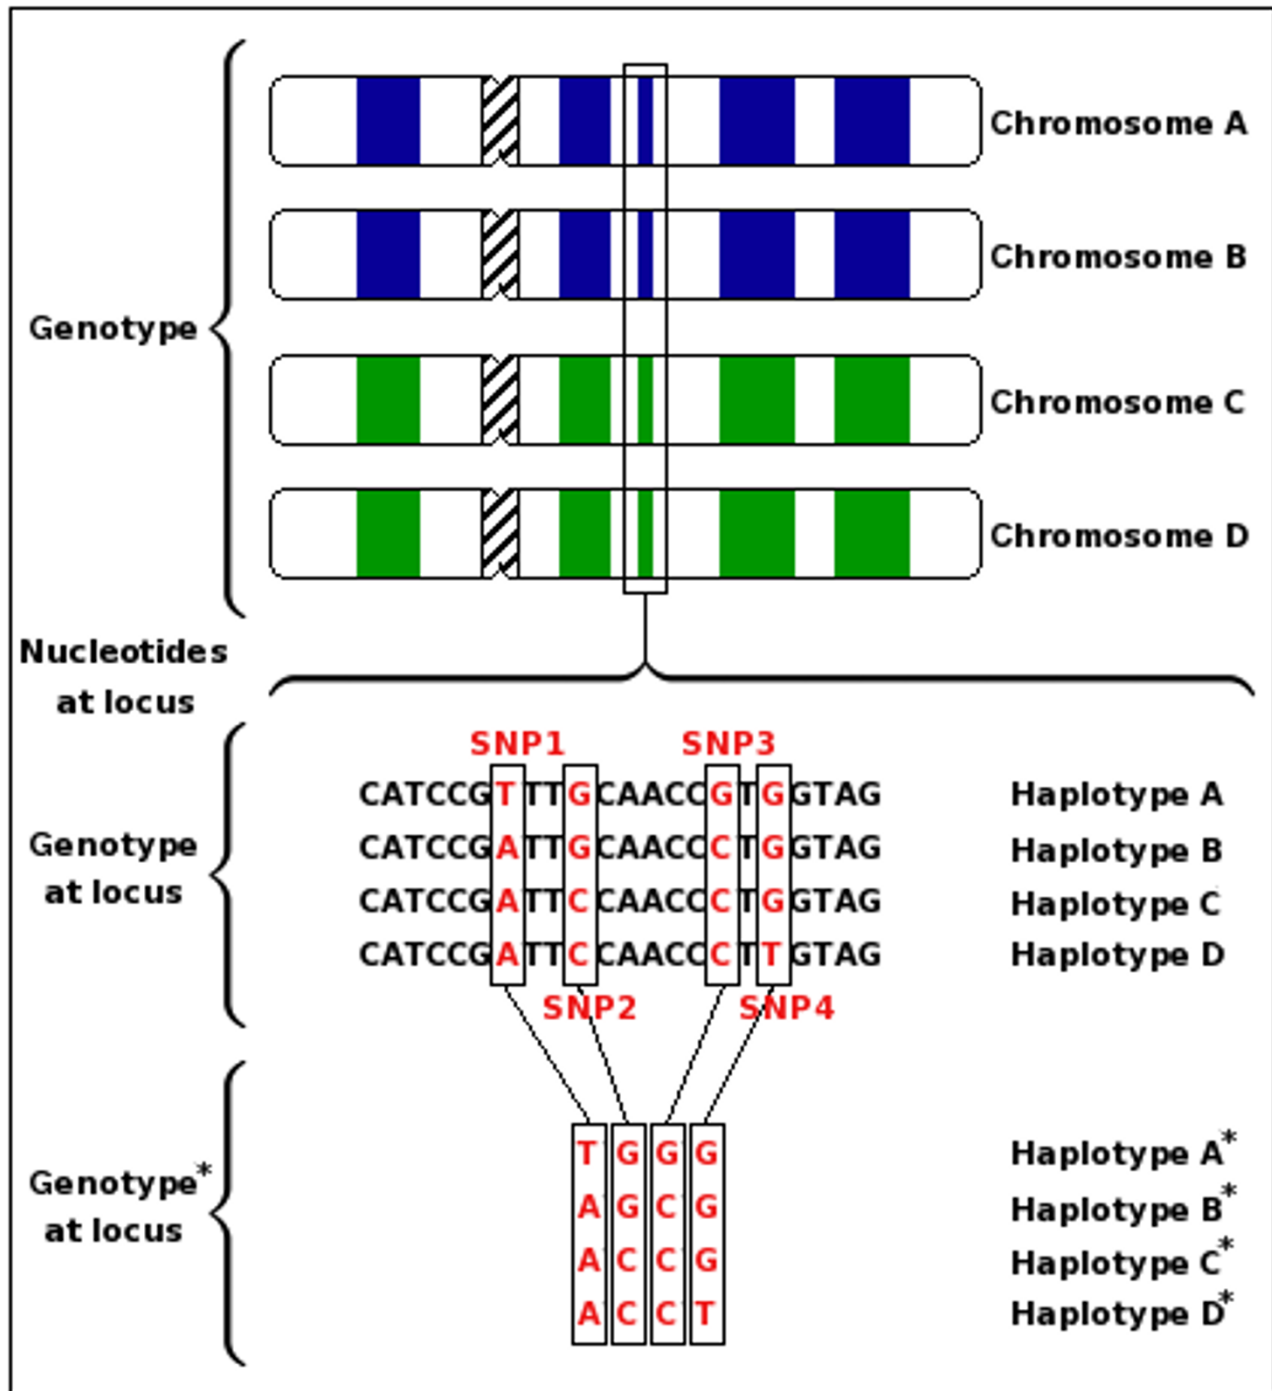 Chromosome A
Chromosome B
Genotype
Chromosome C
Chromosome D
Nucleotides
at locus
SNP1 SNP3
CATCCGTTTGCAACCGTGGTAG Haplotype A
CATCCGATTGCAACCCTGGTAG Haplotype B
Genotype
at locus
CATCCGATTCCAACCCTGGTAG Haplotype C
CATCCGATTCCAACCCTTGTAG Haplotype D
SNP2 SNP4
TGGG Haplotype A*
AGCG Haplotype B*
Genotype*
at locus
ACCG Haplotype C*
ACCT Haplotype D*